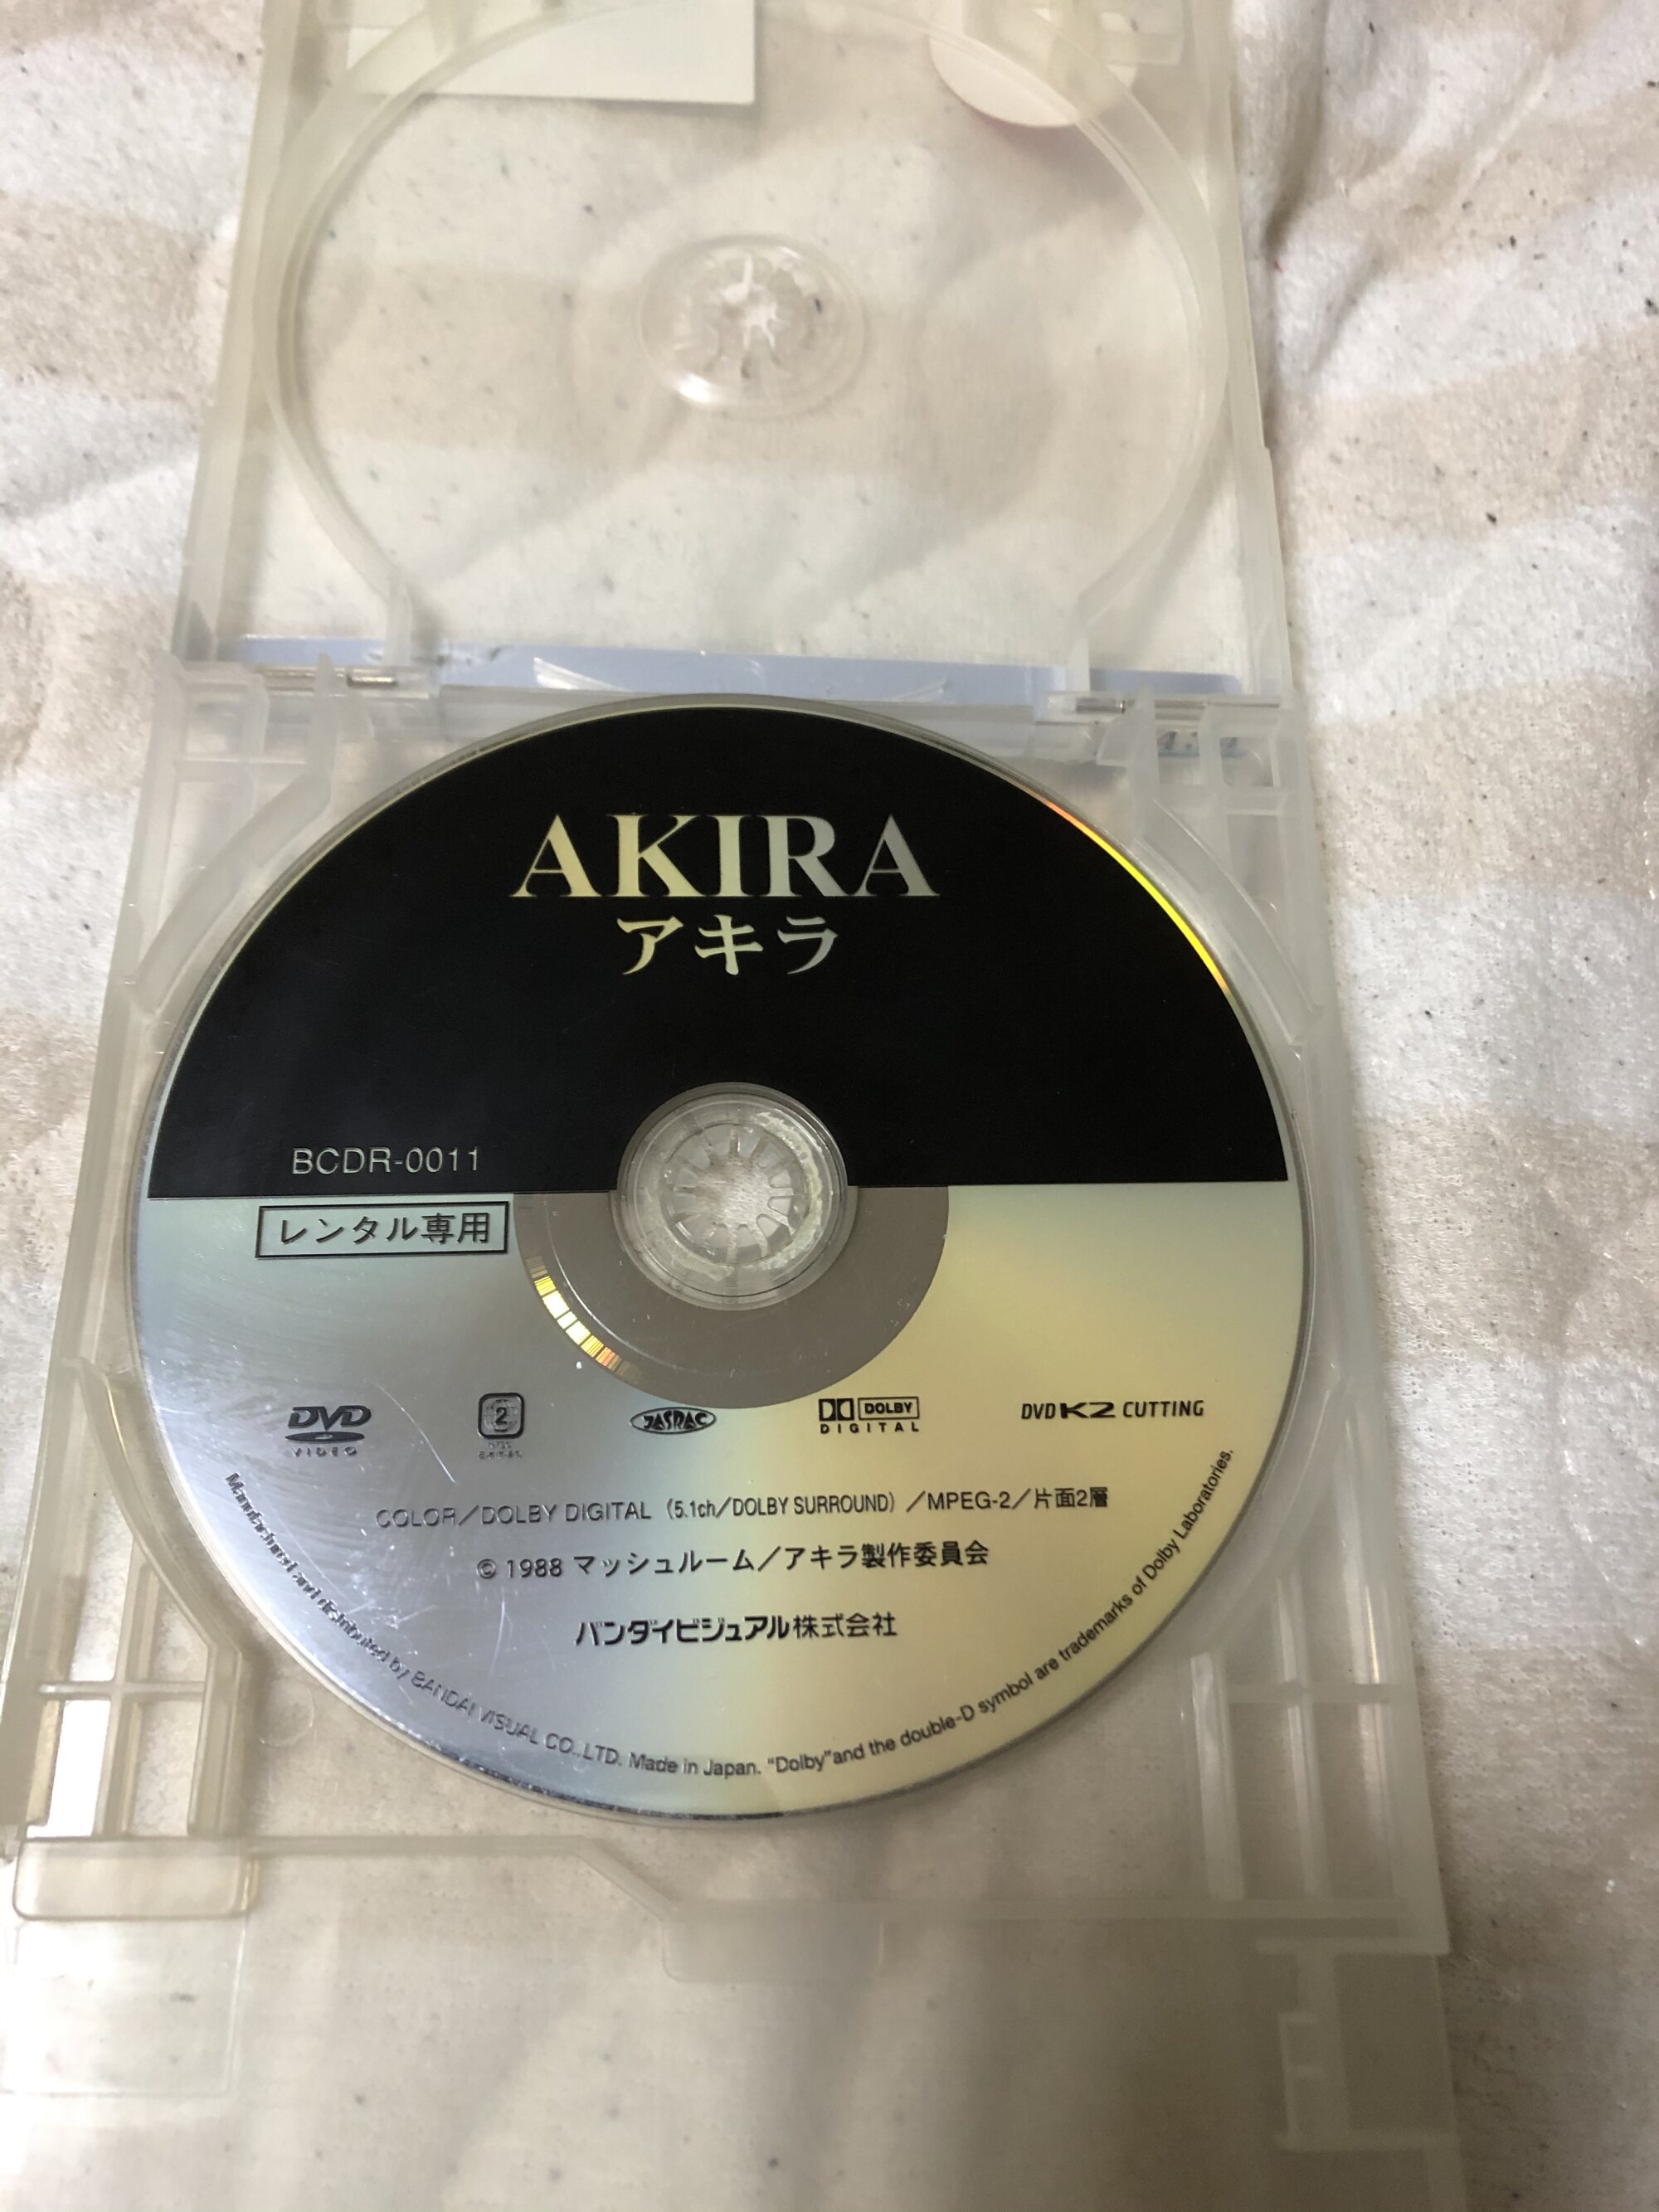 AKIRA
アキラ
BCDR-0011
レンタル専用
DVD
VIDEO
2
JASRAC
DOLBY
DIGITAL
DVD K2 CUTTING
COLOR／DOLBY DIGITAL（5.1ch／DOLBY SURROUND）／MPEG-2／片面2層
© 1988 マッシュルーム／アキラ製作委員会
バンダイビジュアル株式会社
Manufactured and distributed by BANDAI VISUAL CO., LTD. Made in Japan. "Dolby"and the double-D symbol are trademarks of Dolby Laboratories.